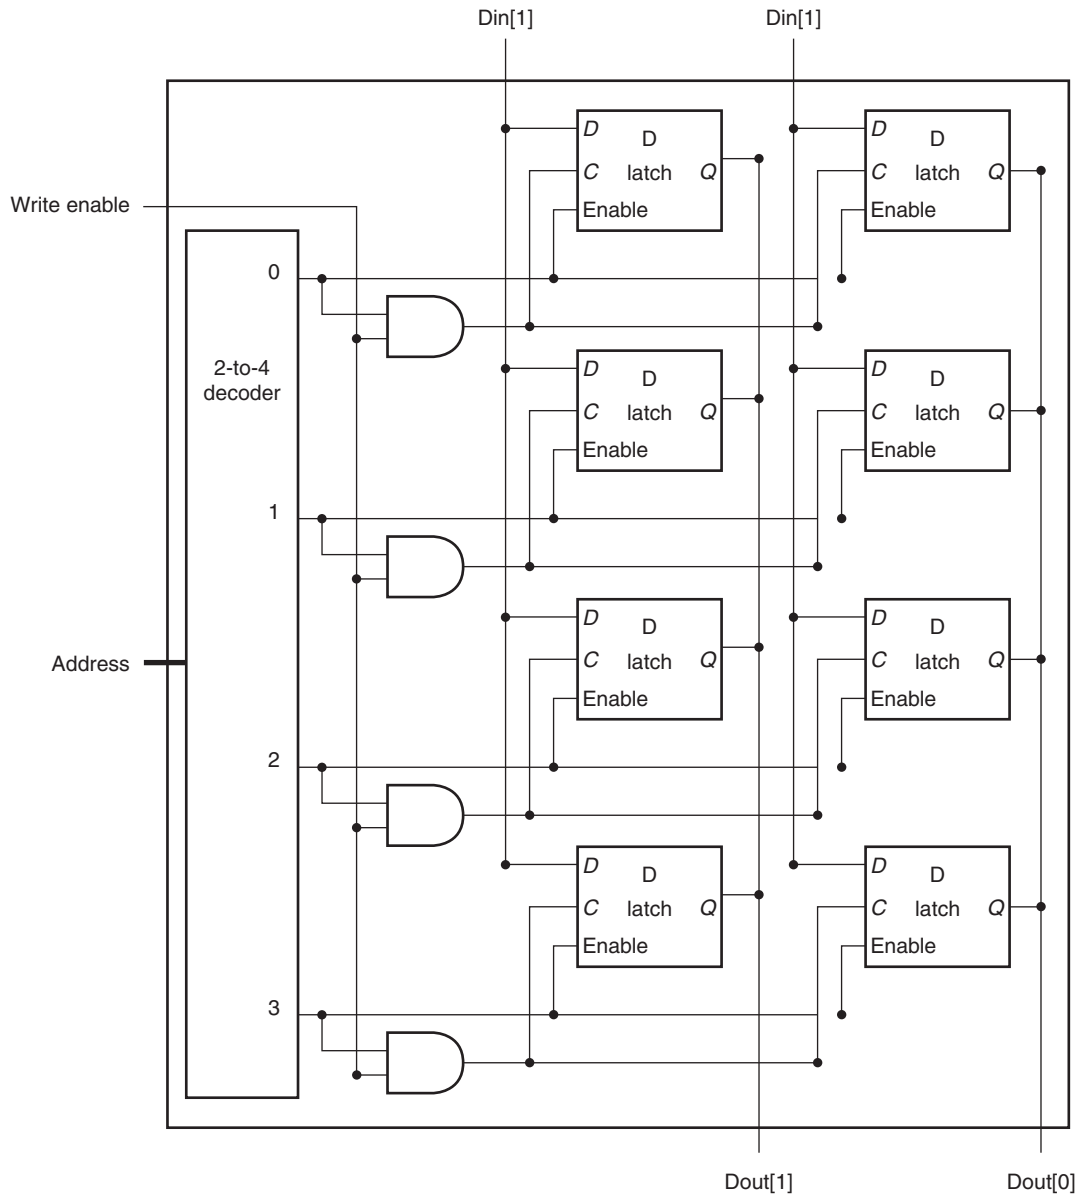 Din[1] Din[1]
D D
D D
C latch Q C latch Q
Write enable
Enable Enable
0
2-to-4
decoder
D D
D D
C latch Q C latch Q
Enable Enable
1
D D
D D
Address
C latch Q C latch Q
Enable Enable
2
D D
D D
C latch Q C latch Q
Enable Enable
3
Dout[1] Dout[0]